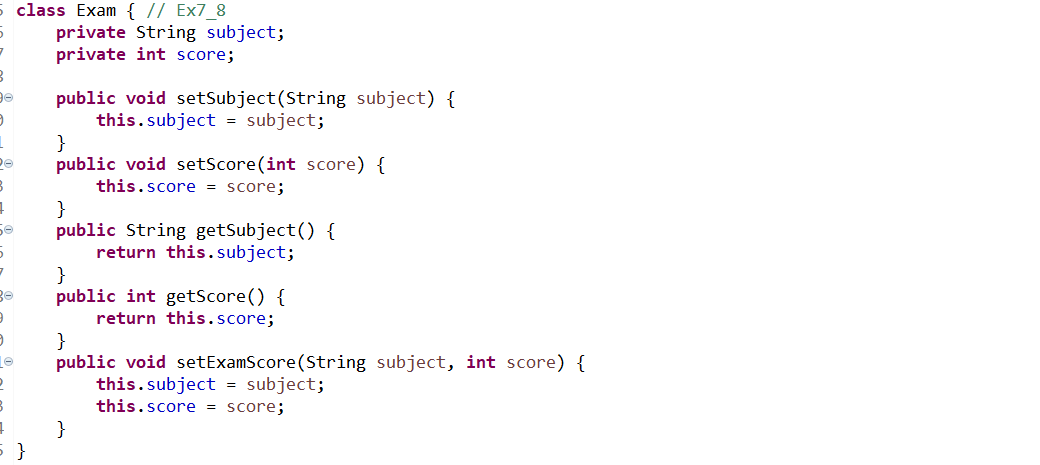 class Exam { // Ex7_8
    private String subject;
    private int score;

    public void setSubject(String subject) {
        this.subject = subject;
    }
    public void setScore(int score) {
        this.score = score;
    }
    public String getSubject() {
        return this.subject;
    }
    public int getScore() {
        return this.score;
    }
    public void setExamScore(String subject, int score) {
        this.subject = subject;
        this.score = score;
    }
}